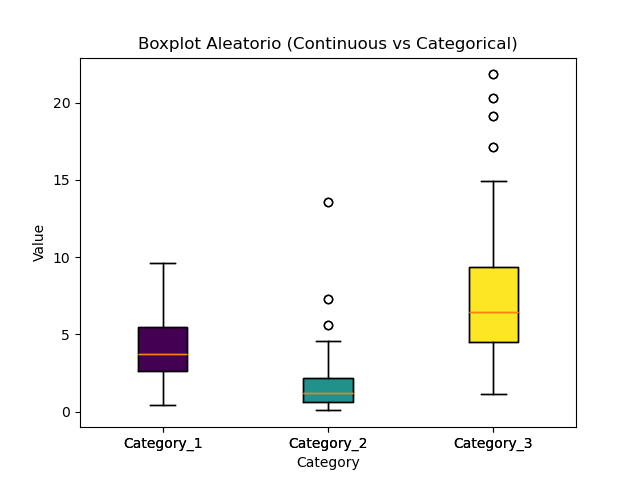 Boxplot Aleatorio (Continuous vs Categorical)
Value
20
15
10
5
0
Category_1
Category_2
Category_3
Category